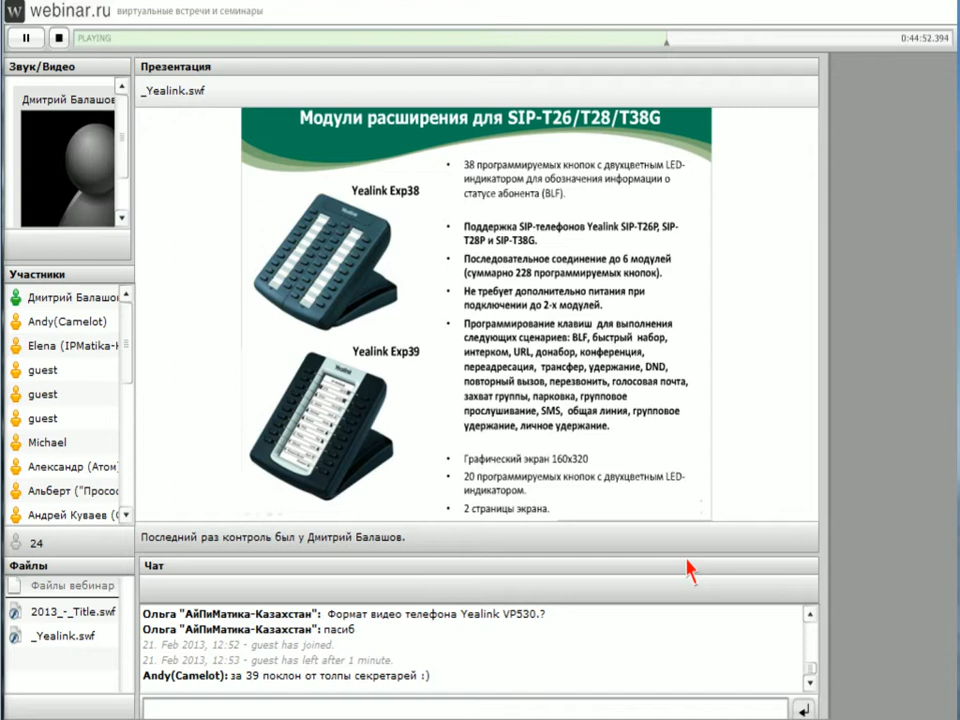 w webinar.ru виртуальные встречи и семинары
PLAYING
0:44:52.394
Звук/Видео
Дмитрий Балашов
Участники
Дмитрий Балашо
Andy(Camelot)
Elena (IPMatika-
guest
guest
guest
Michael
Александр (Атом
Альберт ("Просо
Андрей Куваев (
24
Файлы
Файлы вебинар
2013_-_Title.swf
_Yealink.swf
Презентация
_Yealink.swf
Модули расширения для SIP-T26/T28/T38G
Yealink Exp38
Yealink Exp39
• 38 программируемых кнопок с двухцветным LED-
индикатором для обозначения информации о
статусе абонента (BLF).
• Поддержка SIP-телефонов Yealink SIP-T26P, SIP-
T28P и SIP-T38G.
• Последовательное соединение до 6 модулей
(суммарно 228 программируемых кнопок).
• Не требует дополнительно питания при
подключении до 2-х модулей.
• Программирование клавиш для выполнения
следующих сценариев: BLF, быстрый набор,
интерком, URL, донабор, конференция,
переадресация, трансфер, удержание, DND,
повторный вызов, перезвонить, голосовая почта,
захват группы, парковка, групповое
прослушивание, SMS, общая линия, групповое
удержание, личное удержание.
• Графический экран 160x320
• 20 программируемых кнопок с двухцветным LED-
индикатором.
• 2 страницы экрана.
Последний раз контроль был у Дмитрий Балашов.
Чат
Ольга "АйПиМатика-Казахстан": Формат видео телефона Yealink VP530.?
Ольга "АйПиМатика-Казахстан": пасиб
21. Feb 2013, 12:52 - guest has joined.
21. Feb 2013, 12:53 - guest has left after 1 minute.
Andy(Camelot): за 39 поклон от толпы секретарей :)